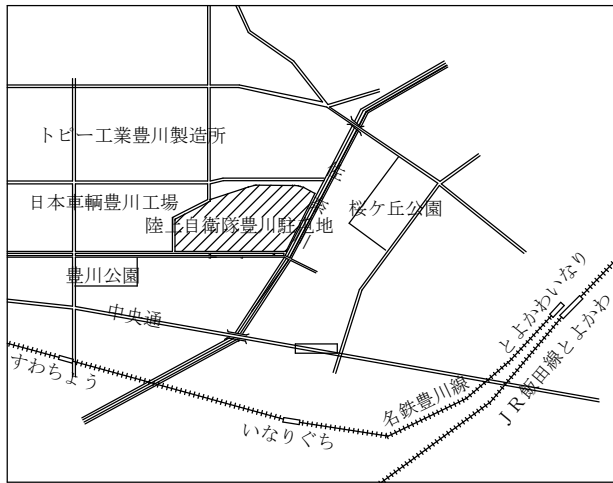 トピー工業豊川製造所
日本車輌豊川工場
陸上自衛隊豊川駐屯地
桜ケ丘公園
豊川公園
中央通
すわちょう
いなりぐち
名鉄豊川線
とよかわいなり
JR飯田線とよかわ